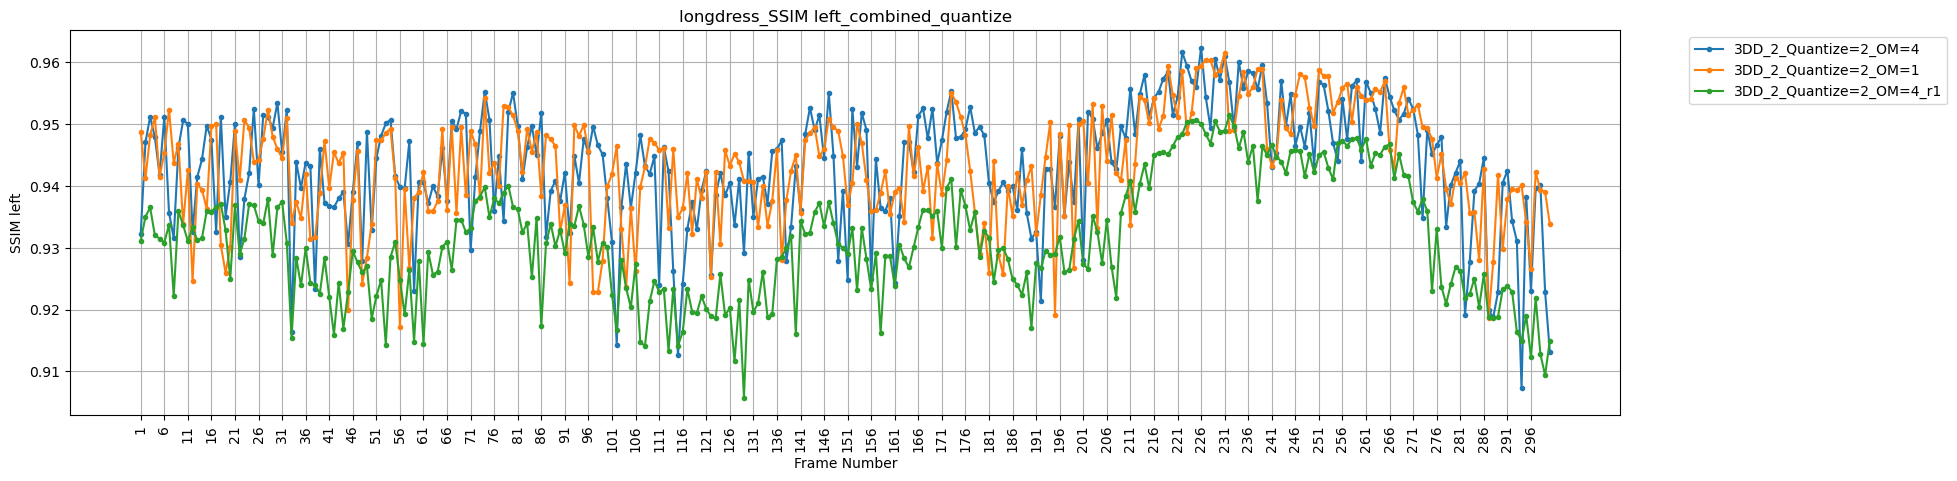 longdress_SSIM left_combined_quantize
0.96
0.95
0.94
0.93
0.92
0.91
SSIM left
1 6 11 16 21 26 31 36 41 46 51 56 61 66 71 76 81 86 91 96 101 106 111 116 121 126 131 136 141 146 151 156 161 166 171 176 181 186 191 196 201 206 211 216 221 226 231 236 241 246 251 256 261 266 271 276 281 286 291 296
Frame Number
3DD_2_Quantize=2_OM=4
3DD_2_Quantize=2_OM=1
3DD_2_Quantize=2_OM=4_r1